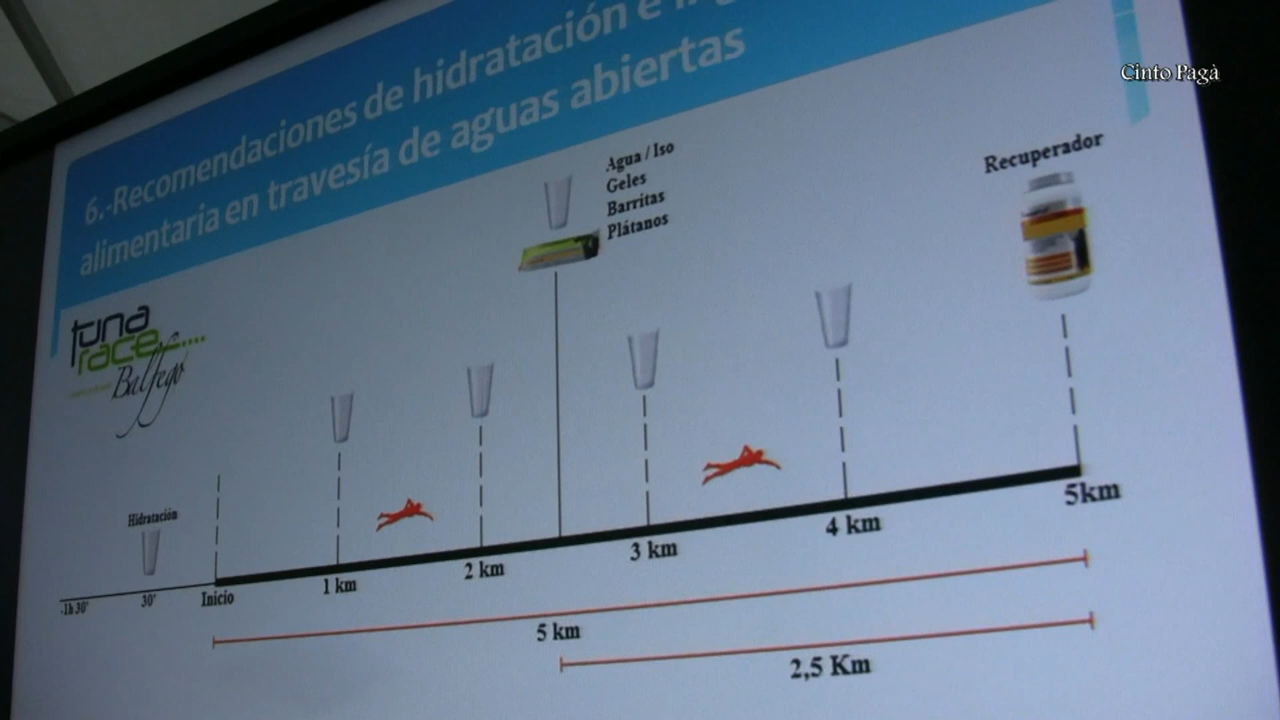 Cinto Pagà
6.-Recomendaciones de hidratación e
alimentaria en travesía de aguas abiertas
Agua / Iso
Geles
Barritas
Plátanos
Recuperador
tuna
race
Balfegó
Hidratación
-1h 30'
30'
Inicio
1 km
2 km
3 km
4 km
5km
5 km
2,5 Km